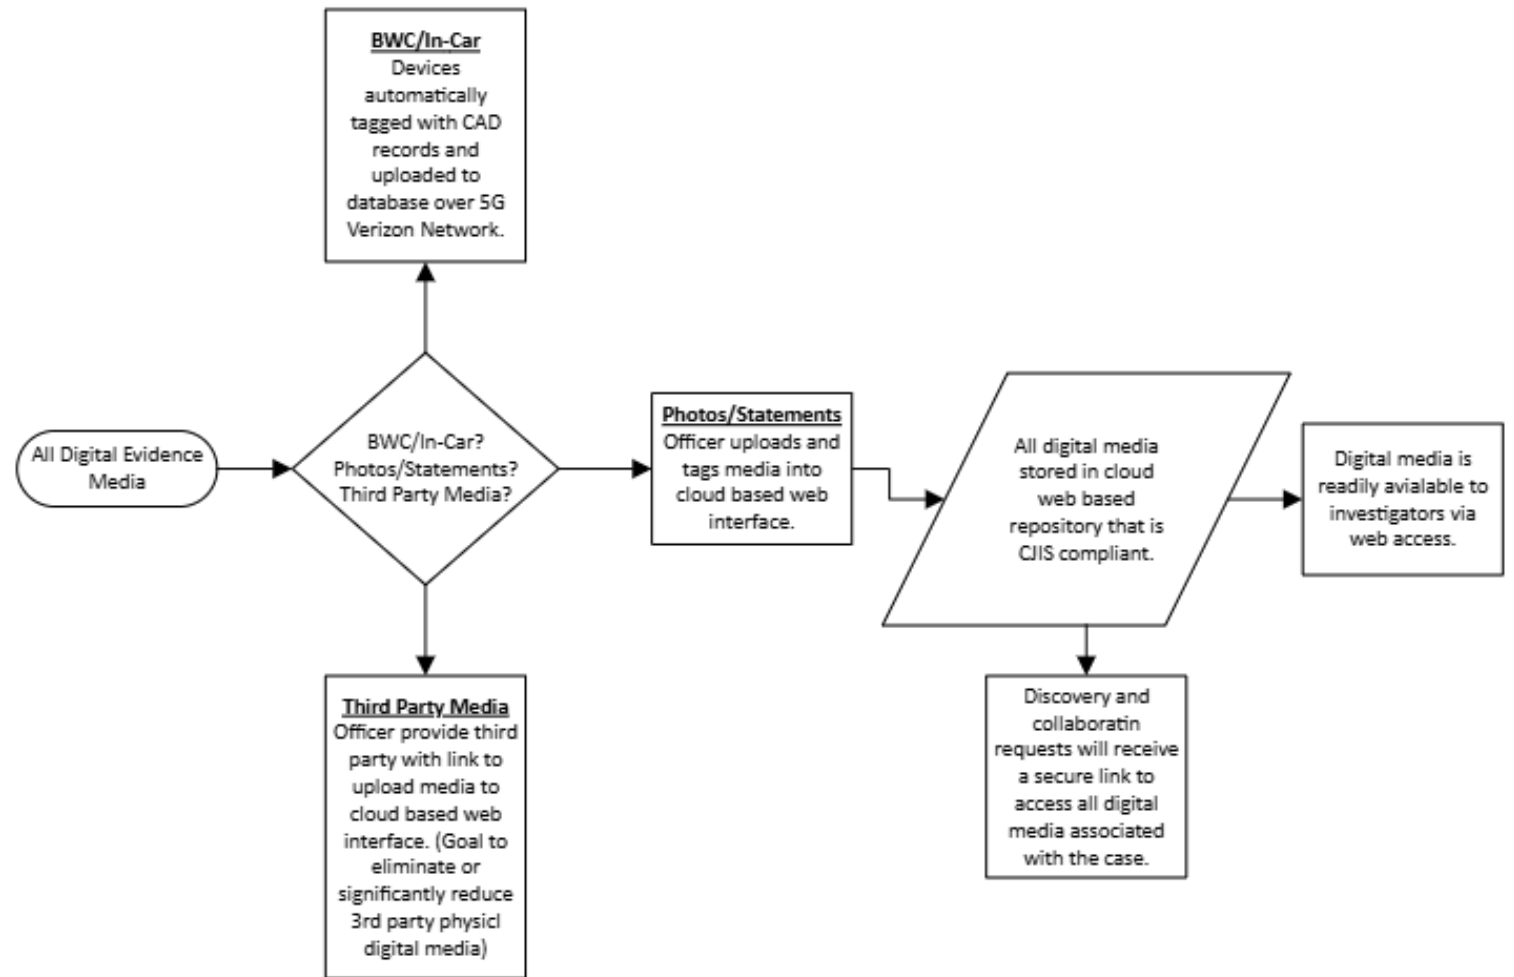 BWC/In-Car
Devices
automatically
tagged with CAD
records and
uploaded to
database over 5G
Verizon Network.
All Digital Evidence
Media
BWC/In-Car?
Photos/Statements?
Third Party Media?
Photos/Statements
Officer uploads and
tags media into
cloud based web
interface.
All digital media
stored in cloud
web based
repository that is
CJIS compliant.
Digital media is
readily avialable to
investigators via
web access.
Third Party Media
Officer provide third
party with link to
upload media to
cloud based web
interface. (Goal to
eliminate or
significantly reduce
3rd party physicl
digital media)
Discovery and
collaboratin
requests will receive
a secure link to
access all digital
media associated
with the case.